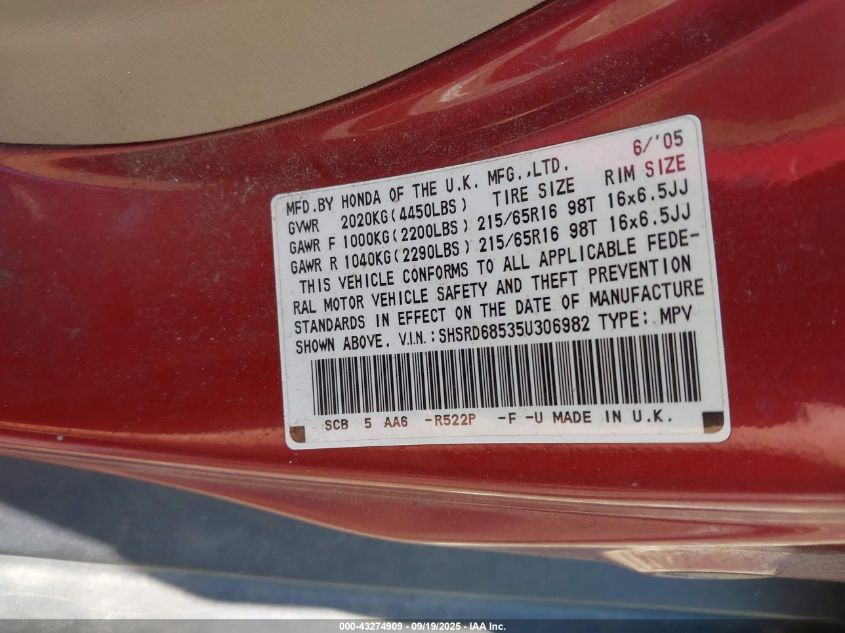 6/'05
MFD.BY HONDA OF THE U.K. MFG.,LTD.
GVWR 2020KG(4450LBS) TIRE SIZE RIM SIZE
GAWR F 1000KG(2200LBS) 215/65R16 98T 16x6.5JJ
GAWR R 1040KG(2290LBS) 215/65R16 98T 16x6.5JJ
THIS VEHICLE CONFORMS TO ALL APPLICABLE FEDE-
RAL MOTOR VEHICLE SAFETY AND THEFT PREVENTION
STANDARDS IN EFFECT ON THE DATE OF MANUFACTURE
SHOWN ABOVE. V.I.N.: SHSRD68535U306982 TYPE: MPV
SCB 5 AA6 -R522P -F -U MADE IN U.K.
000-43274909 - 09/19/2025 - IAA Inc.